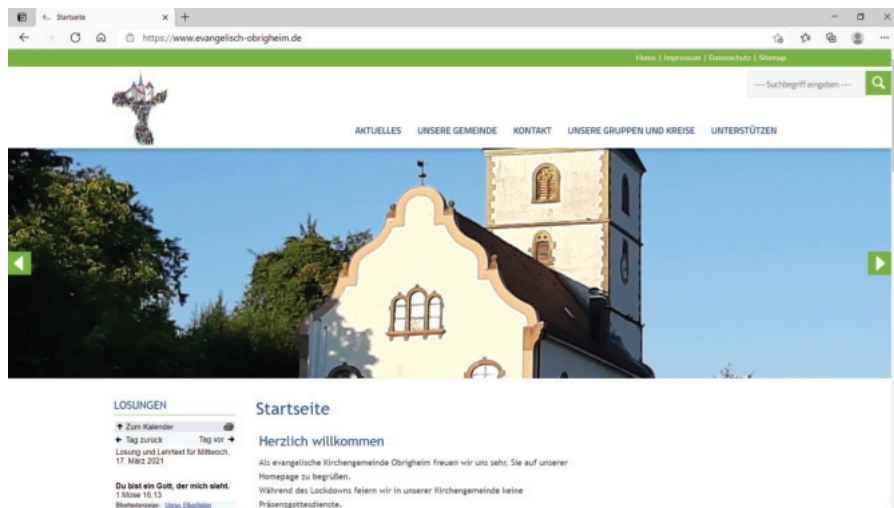 Startseite
https://www.evangelisch-obrigheim.de
Home | Impressum | Datenschutz | Sitemap
---- Suchbegriff eingeben ----
AKTUELLES UNSERE GEMEINDE KONTAKT UNSERE GRUPPEN UND KREISE UNTERSTÜTZEN
LOSUNGEN
Zum Kalender
Tag zurück Tag vor
Losung und Lehrtext für Mittwoch,
17. März 2021
Du bist ein Gott, der mich sieht.
1.Mose 16,13
Bibeltextanzeige:
Startseite
Herzlich willkommen
Als evangelische Kirchengemeinde Obrigheim freuen wir uns sehr, Sie auf unserer
Homepage zu begrüßen.
Während des Lockdowns feiern wir in unserer Kirchengemeinde keine
Präsenzgottesdienste.